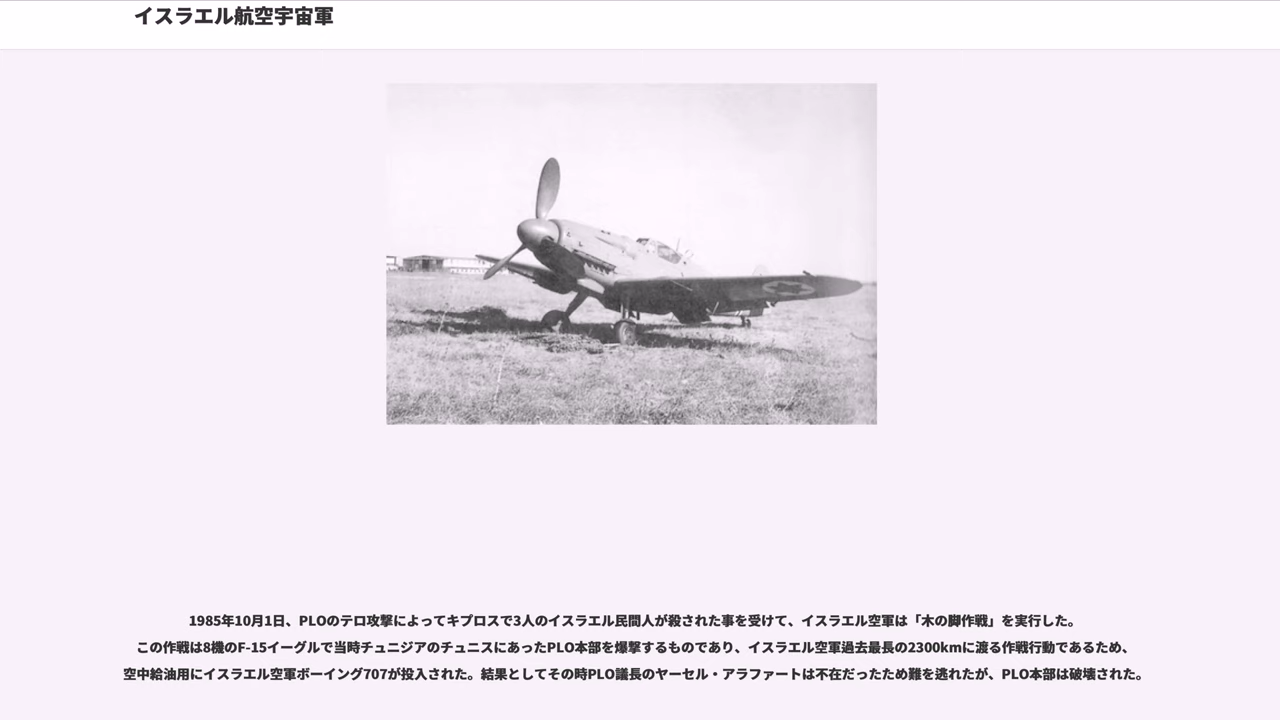 イスラエル航空宇宙軍
1985年10月1日、PLOのテロ攻撃によってキプロスで3人のイスラエル民間人が殺された事を受けて、イスラエル空軍は「木の脚作戦」を実行した。
この作戦は8機のF-15イーグルで当時チュニジアのチュニスにあったPLO本部を爆撃するものであり、イスラエル空軍過去最長の2300kmに渡る作戦行動であるため、
空中給油用にイスラエル空軍ボーイング707が投入された。結果としてその時PLO議長のヤーセル・アラファートは不在だったため難を逃れたが、PLO本部は破壊された。